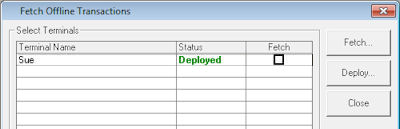 Fetch Offline Transactions
Select Terminals
Terminal Name Status Fetch
Sue Deployed
Fetch...
Deploy...
Close